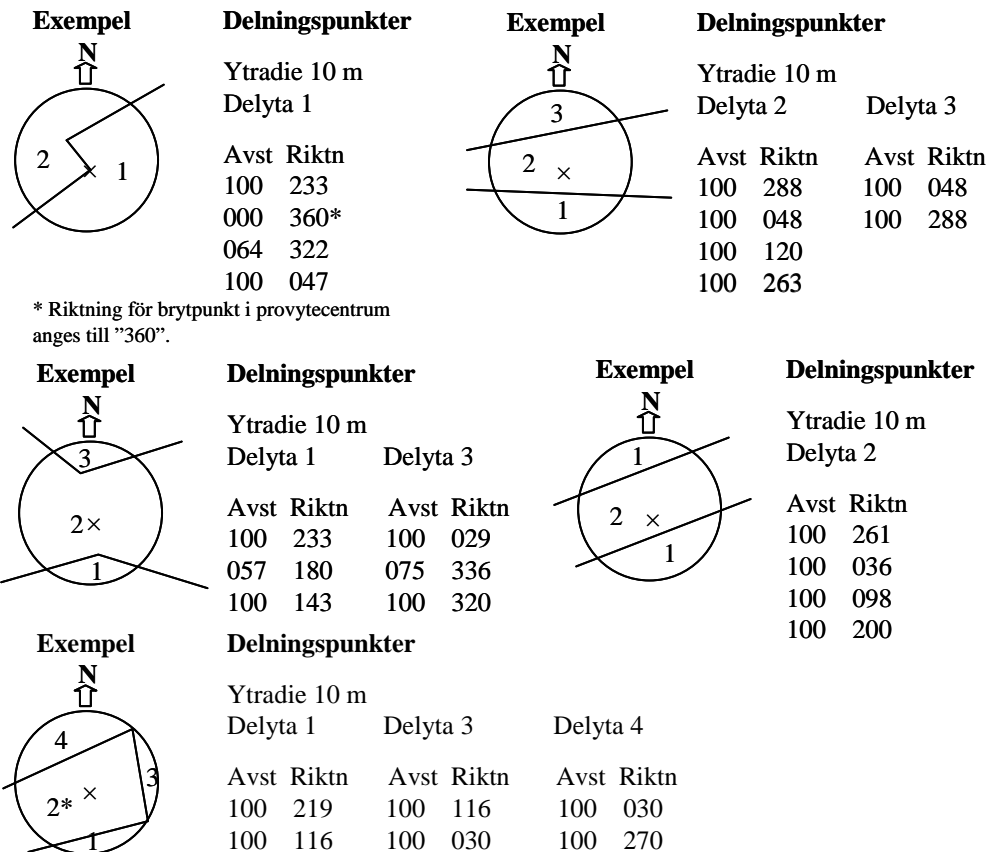 Exempel
N
2 × 1
Delningspunkter
Ytradie 10 m
Delyta 1
Avst Riktn
100 233
000 360*
064 322
100 047
* Riktning för brytpunkt i provytecentrum
anges till ”360”.
Exempel
N
3
2 ×
1
Delningspunkter
Ytradie 10 m
Delyta 2 Delyta 3
Avst Riktn Avst Riktn
100 288 100 048
100 048 100 288
100 120
100 263
Exempel
N
3
2×
1
Delningspunkter
Ytradie 10 m
Delyta 1 Delyta 3
Avst Riktn Avst Riktn
100 233 100 029
057 180 075 336
100 143 100 320
Exempel
N
1
2 ×
1
Delningspunkter
Ytradie 10 m
Delyta 2
Avst Riktn
100 261
100 036
100 098
100 200
Exempel
N
4
3
2* ×
1
Delningspunkter
Ytradie 10 m
Delyta 1 Delyta 3 Delyta 4
Avst Riktn Avst Riktn Avst Riktn
100 219 100 116 100 030
100 116 100 030 100 270